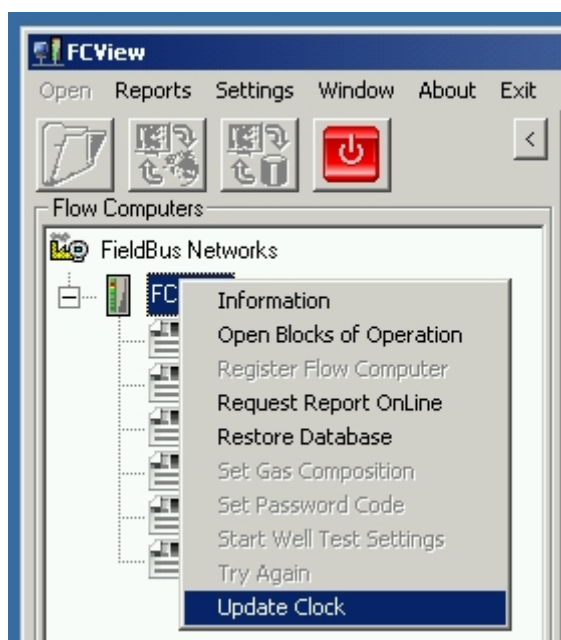 FCView
Open Reports Settings Window About Exit
<
Flow Computers
FieldBus Networks
FC
Information
Open Blocks of Operation
Register Flow Computer
Request Report OnLine
Restore Database
Set Gas Composition
Set Password Code
Start Well Test Settings
Try Again
Update Clock